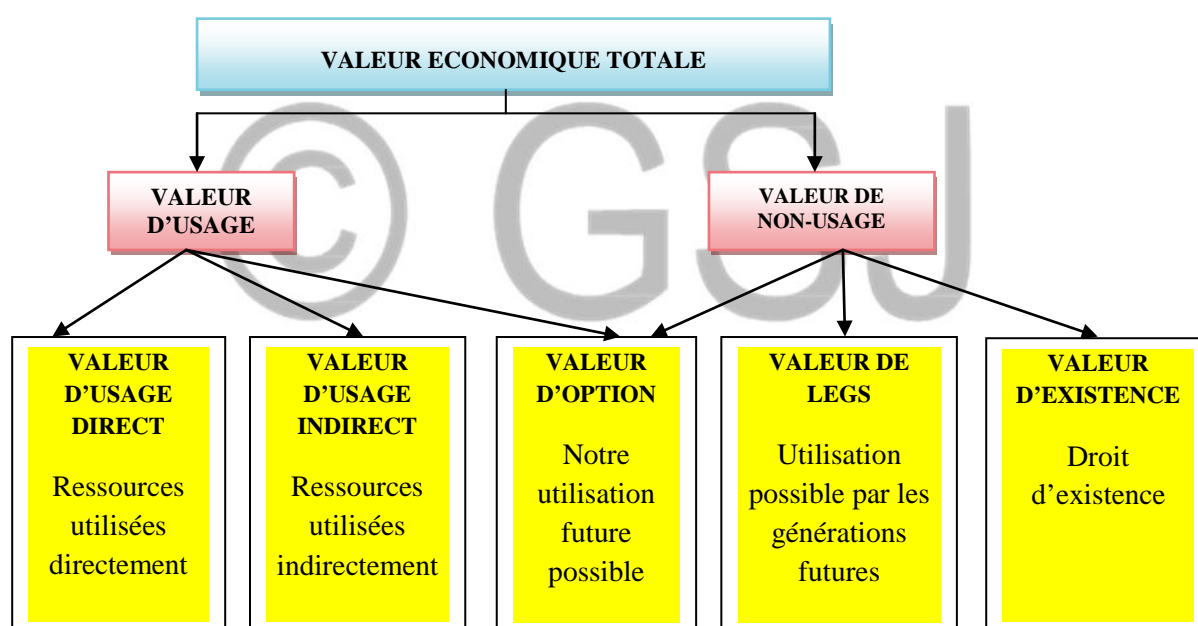 VALEUR ECONOMIQUE TOTALE
© GSJ
VALEUR
D’USAGE
VALEUR DE
NON-USAGE
VALEUR
D’USAGE
DIRECT
Ressources
utilisées
directement
VALEUR
D’USAGE
INDIRECT
Ressources
utilisées
indirectement
VALEUR
D’OPTION
Notre
utilisation
future
possible
VALEUR DE
LEGS
Utilisation
possible par les
générations
futures
VALEUR
D’EXISTENCE
Droit
d’existence